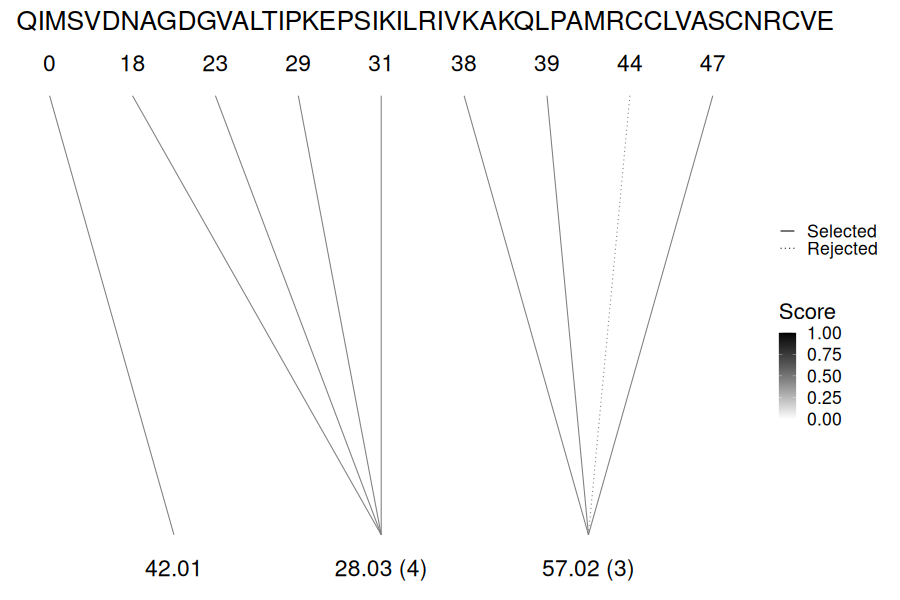 QIMSVDNAGDGVALTIPKEPSIKILRIVKAKQLPAMRCCLVASCNRCVE
0 18 23 29 31 38 39 44 47
Selected
Rejected
Score
1.00
0.75
0.50
0.25
0.00
42.01 28.03 (4) 57.02 (3)